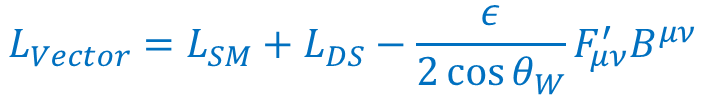 L_{Vector} = L_{SM} + L_{DS} − \frac{ϵ}{2 cos θ_W} F'_{μν} B^{μν}